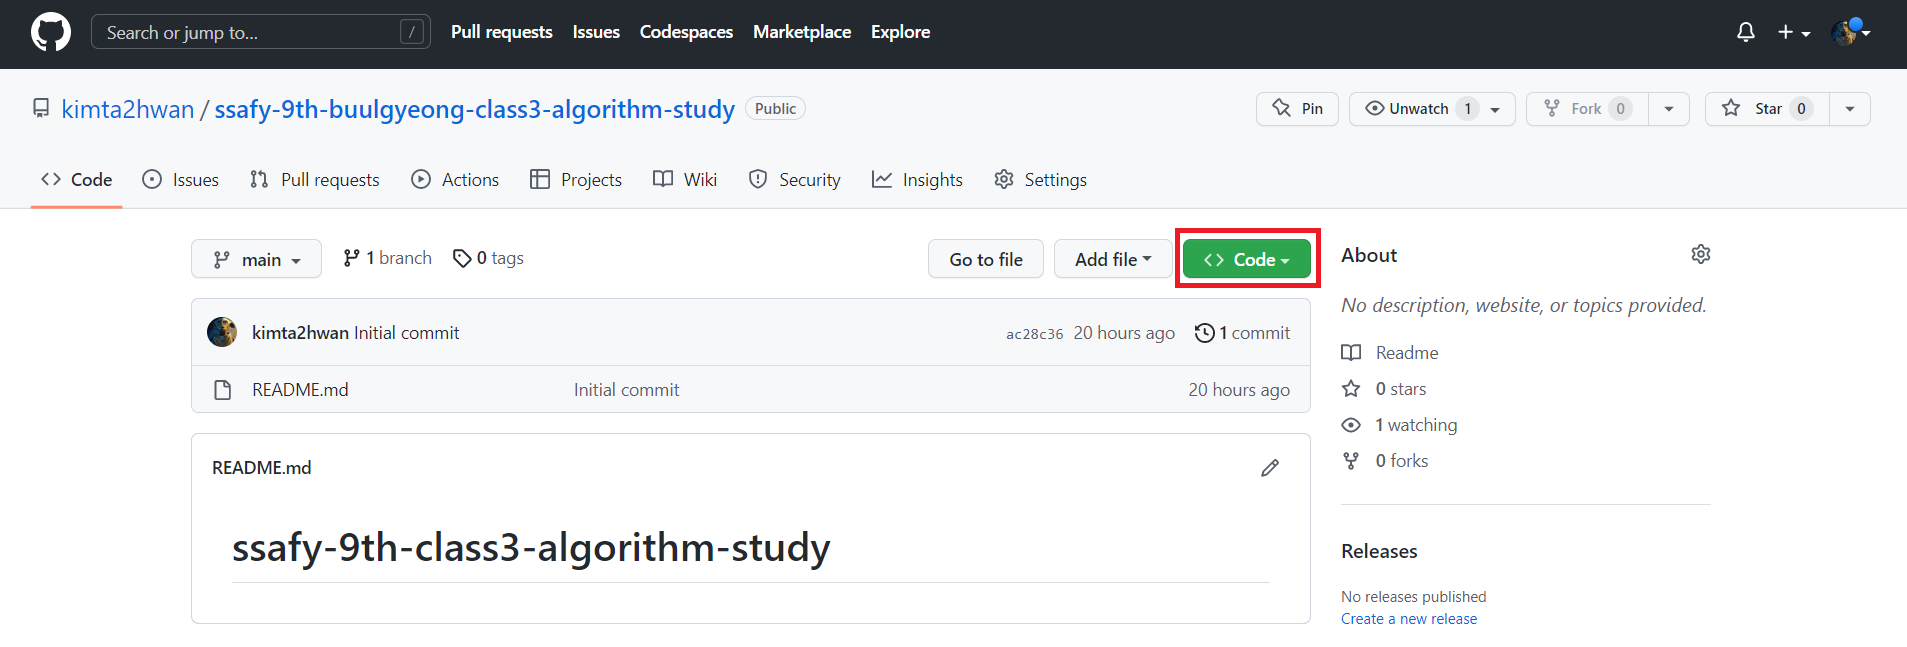 Search or jump to... /
Pull requests Issues Codespaces Marketplace Explore
kimta2hwan / ssafy-9th-buulgyeong-class3-algorithm-study Public
Pin Unwatch 1 Fork 0 Star 0
Code Issues Pull requests Actions Projects Wiki Security Insights Settings
main 1 branch 0 tags
Go to file Add file Code
kimta2hwan Initial commit ac28c36 20 hours ago 1 commit
README.md Initial commit 20 hours ago
README.md
ssafy-9th-class3-algorithm-study
About
No description, website, or topics provided.
Readme
0 stars
1 watching
0 forks
Releases
No releases published
Create a new release